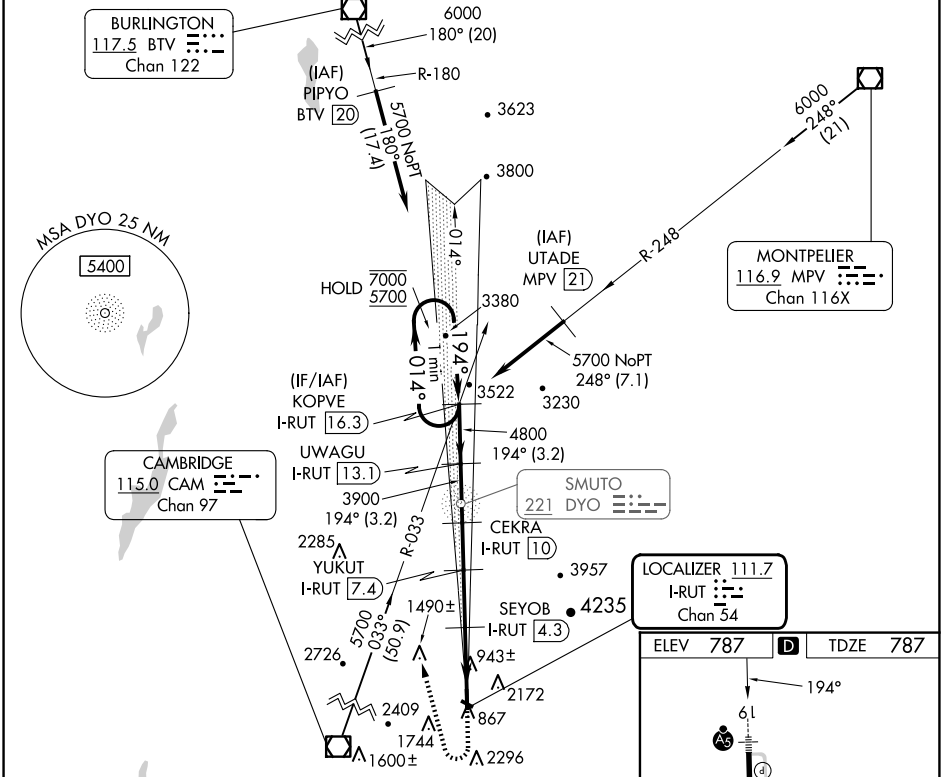 BURLINGTON
117.5 BTV
Chan 122
6000
180° (20)
R-180
(IAF)
PIPYO
BTV 20
5700 NoPT
180°
(17.4)
3623
3800
6000
248°
(21)
R-248
MONTPELIER
116.9 MPV
Chan 116X
MSA DYO 25 NM
5400
014°
(IAF)
UTADE
MPV 21
HOLD 7000
5700
3380
194°
1 min
014°
5700 NoPT
248° (7.1)
3522
3230
(IF/IAF)
KOPVE
I-RUT 16.3
4800
194° (3.2)
UWAGU
I-RUT 13.1
CAMBRIDGE
115.0 CAM
Chan 97
3900
194° (3.2)
SMUTO
221 DYO
R-033
CEKRA
I-RUT 10
2285
YUKUT
I-RUT 7.4
3957
LOCALIZER 111.7
I-RUT
Chan 54
1490±
SEYOB
I-RUT 4.3
4235
5700
033°
(50.9)
2726
943±
2172
867
2409
1744
1600±
2296
ELEV 787 D TDZE 787
194°
19
A5
P